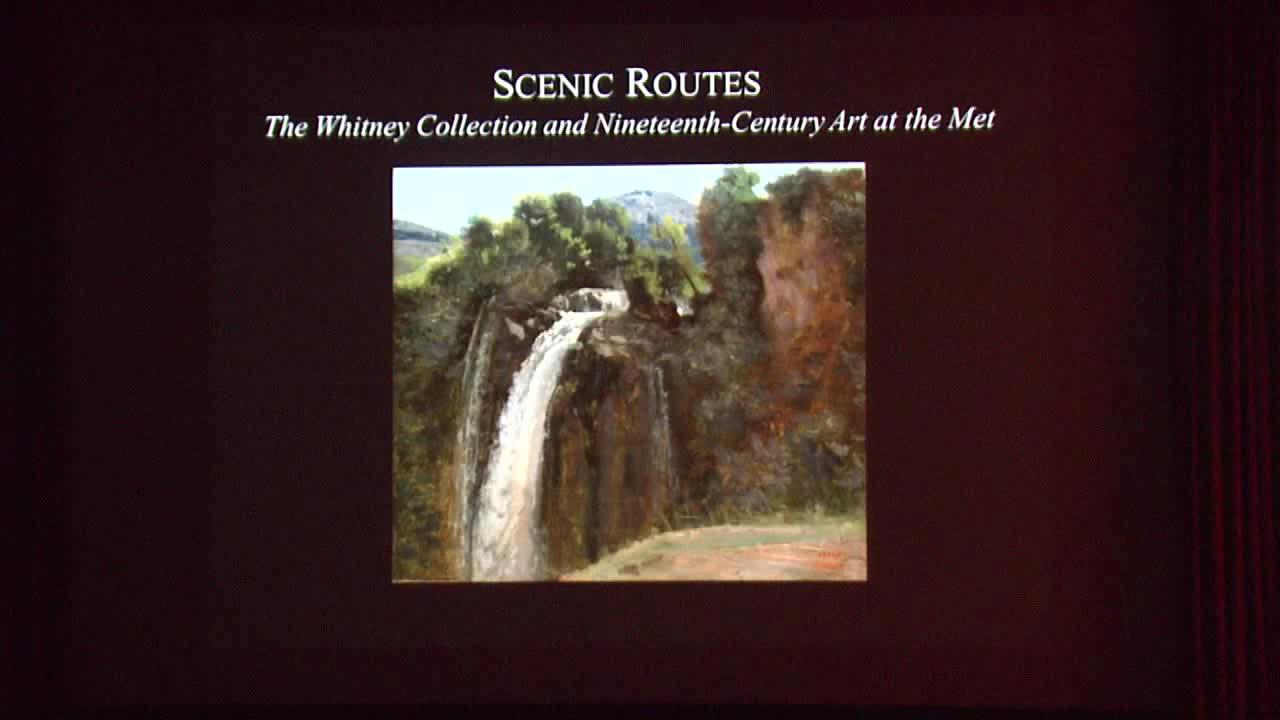 SCENIC ROUTES
The Whitney Collection and Nineteenth-Century Art at the Met